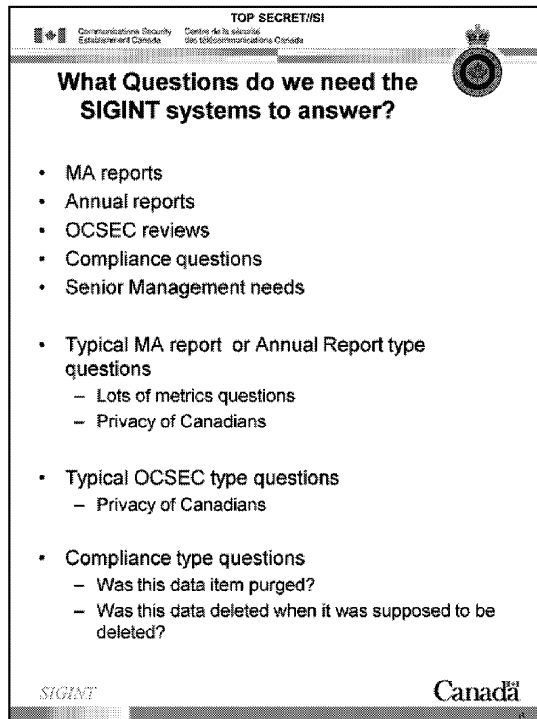 TOP SECRET//SI
Communications Security Centre de la sécurité
Establishment Canada des télécommunications Canada
What Questions do we need the
SIGINT systems to answer?
• MA reports
• Annual reports
• OCSEC reviews
• Compliance questions
• Senior Management needs
• Typical MA report or Annual Report type
questions
– Lots of metrics questions
– Privacy of Canadians
• Typical OCSEC type questions
– Privacy of Canadians
• Compliance type questions
– Was this data item purged?
– Was this data deleted when it was supposed to be
deleted?
SIGINT
Canada